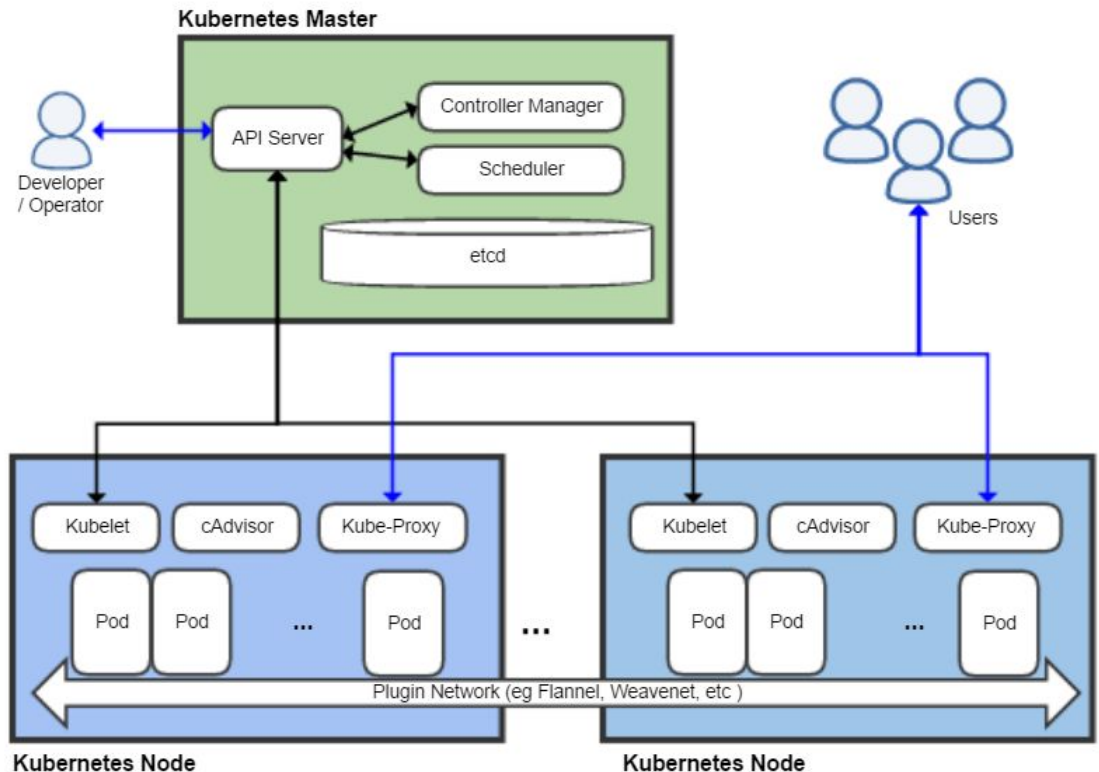 Kubernetes Master
API Server
Controller Manager
Scheduler
etcd
Developer
/ Operator
Users
Kubelet
cAdvisor
Kube-Proxy
Pod
Pod
...
Pod
...
Kubelet
cAdvisor
Kube-Proxy
Pod
Pod
...
Pod
Plugin Network (eg Flannel, Weavenet, etc )
Kubernetes Node
Kubernetes Node